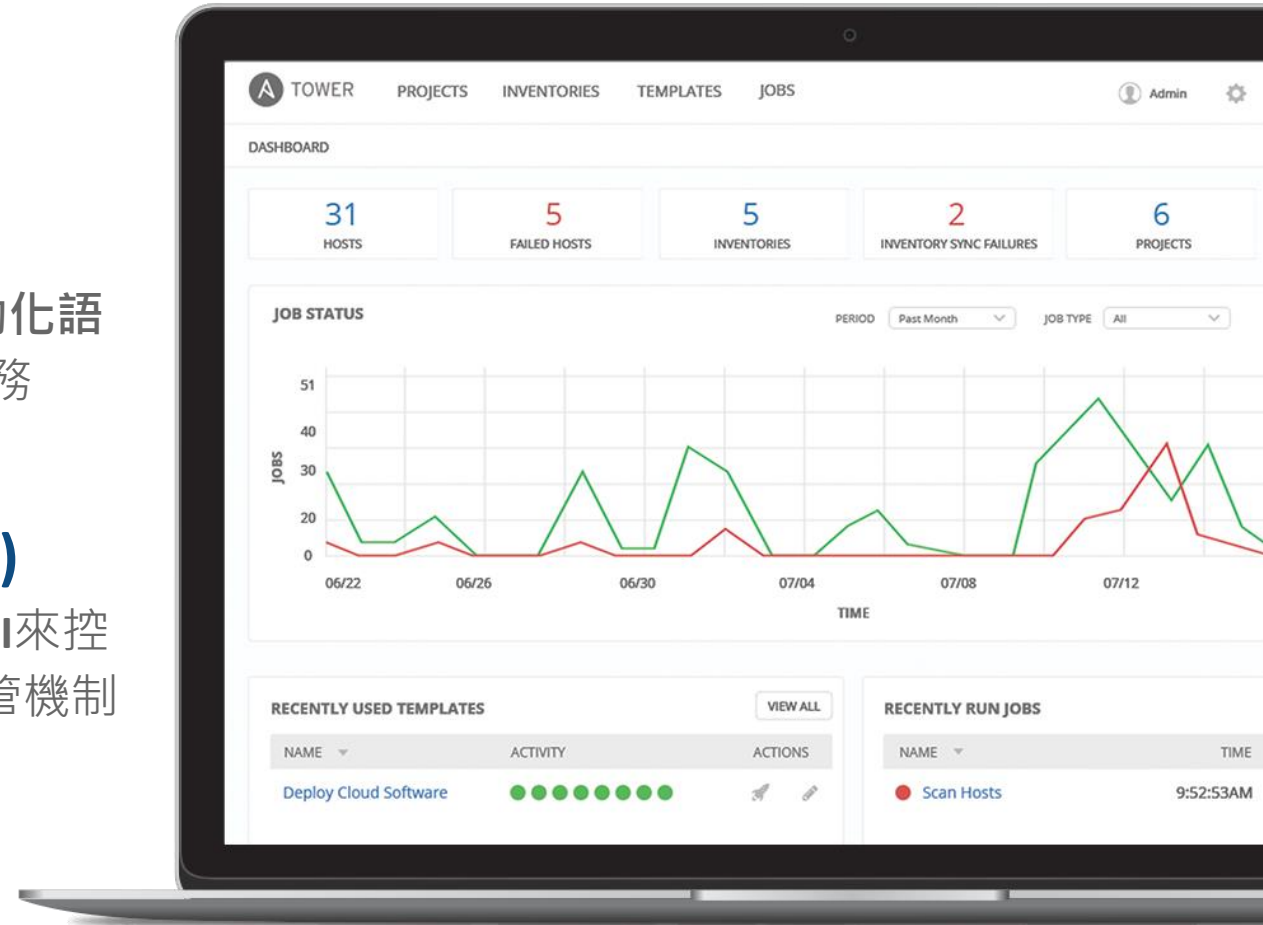 動化語
務
)
I來控
管機制
TOWER PROJECTS INVENTORIES TEMPLATES JOBS Admin
DASHBOARD
31 5 5 2 6
HOSTS FAILED HOSTS INVENTORIES INVENTORY SYNC FAILURES PROJECTS
JOB STATUS PERIOD Past Month JOB TYPE All
51
40
30
20
0
JOBS
06/22 06/26 06/30 07/04 07/08 07/12
TIME
RECENTLY USED TEMPLATES VIEW ALL
NAME ACTIVITY ACTIONS
Deploy Cloud Software
RECENTLY RUN JOBS
NAME TIME
Scan Hosts 9:52:53AM